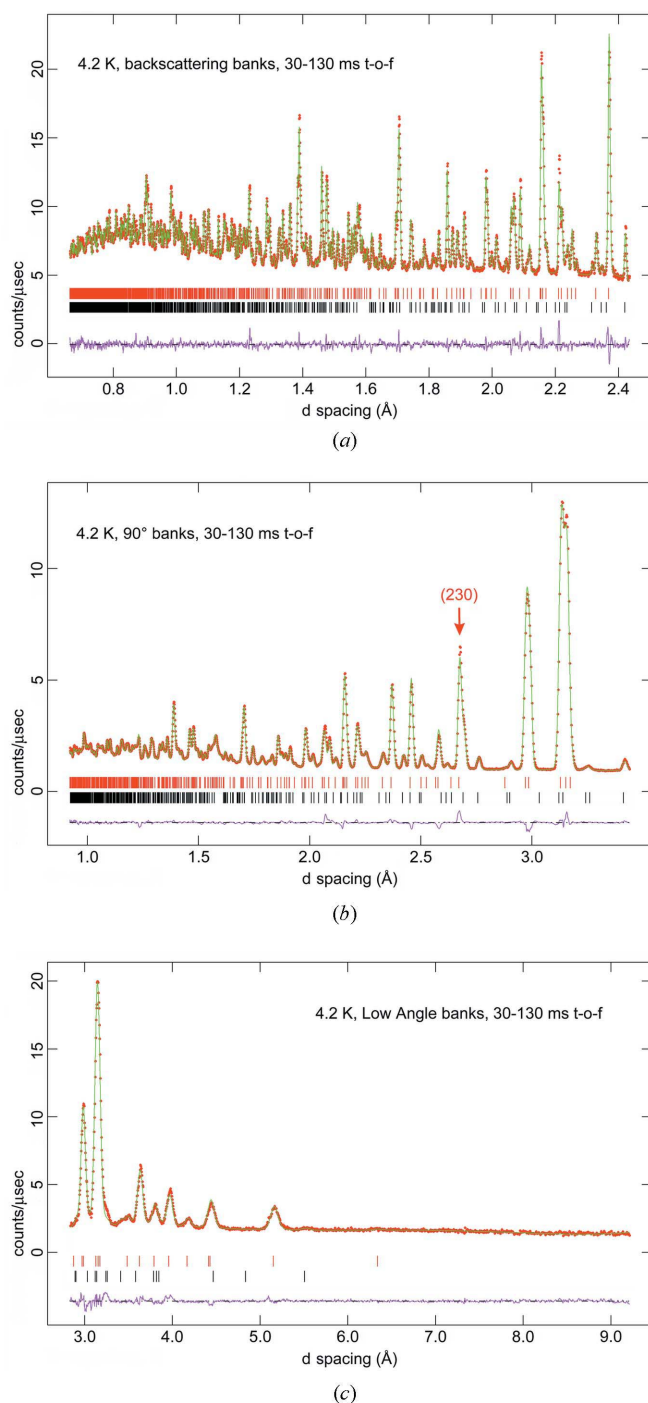 4.2 K, backscattering banks, 30-130 ms t-o-f
counts/μsec
20
15
10
5
0
0.8 1.0 1.2 1.4 1.6 1.8 2.0 2.2 2.4
d spacing (Å)
(a)
4.2 K, 90° banks, 30-130 ms t-o-f
(230)
counts/μsec
10
5
0
1.0 1.5 2.0 2.5 3.0
d spacing (Å)
(b)
4.2 K, Low Angle banks, 30-130 ms t-o-f
counts/μsec
20
15
10
5
0
3.0 4.0 5.0 6.0 7.0 8.0 9.0
d spacing (Å)
(c)